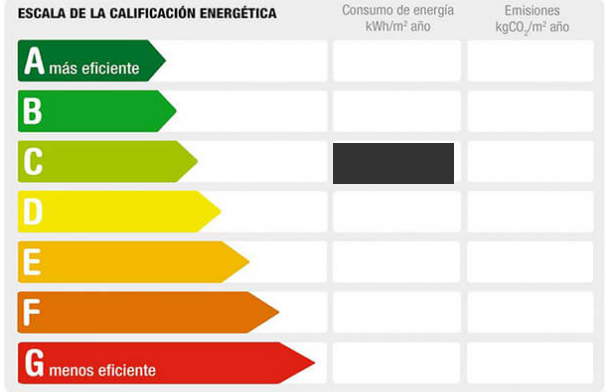 ESCALA DE LA CALIFICACIÓN ENERGÉTICA
Consumo de energía
kWh/m² año
Emisiones
kgCO₂/m² año
A más eficiente
B
C
D
E
F
G menos eficiente